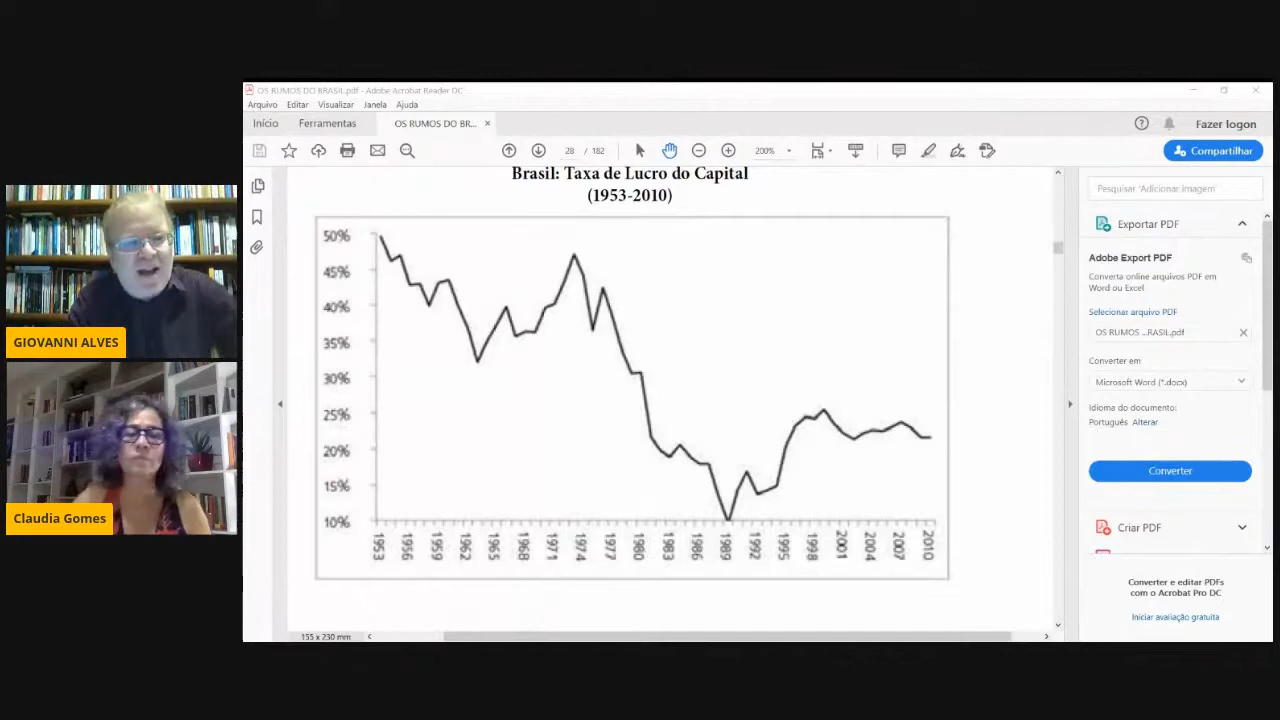 OS RUMOS DO BRASIL.pdf - Adobe Acrobat Reader DC
Arquivo Editar Visualizar Janela Ajuda
Início Ferramentas OS RUMOS DO BR... ×
Fazer logon
28 / 182 200%
Compartilhar
Brasil: Taxa de Lucro do Capital
(1953-2010)
50%
45%
40%
35%
30%
25%
20%
15%
10%
1953 1956 1959 1962 1965 1968 1971 1974 1977 1980 1983 1986 1989 1992 1995 1998 2001 2004 2007 2010
155 x 230 mm
Pesquisar 'Adicionar imagem'
Exportar PDF
Adobe Export PDF
Converta online arquivos PDF em
Word ou Excel
Selecionar arquivo PDF
OS RUMOS ...RASIL.pdf
Converter em
Microsoft Word (*.docx)
Idioma do documento:
Português Alterar
Converter
Criar PDF
Converter e editar PDFs
com o Acrobat Pro DC
Iniciar avaliação gratuita
GIOVANNI ALVES
Claudia Gomes